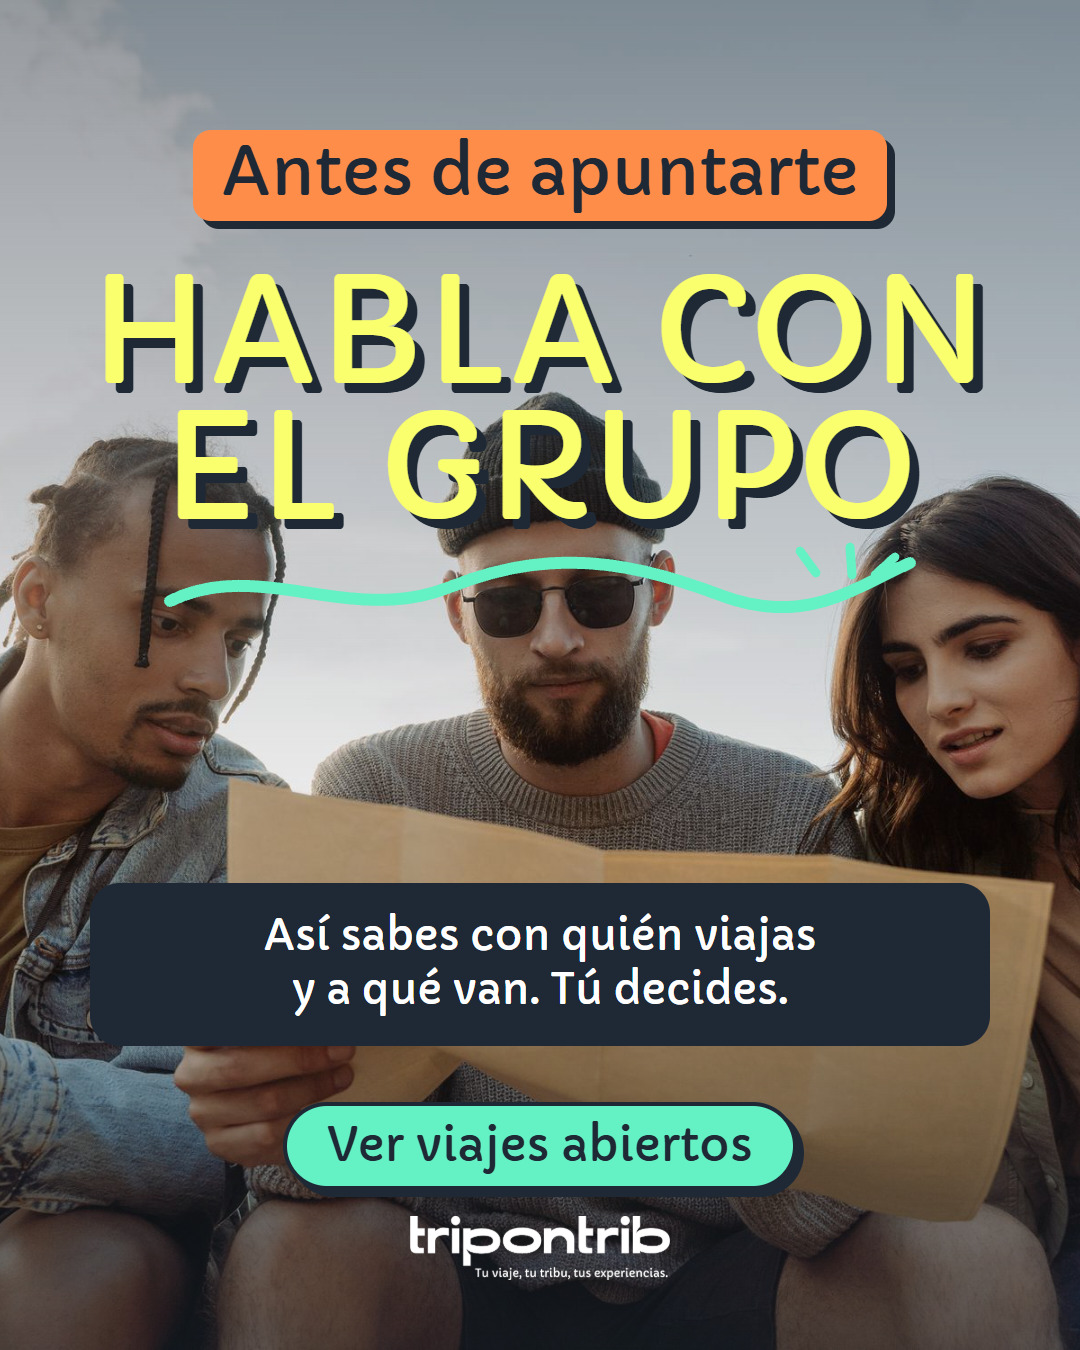 Antes de apuntarte
HABLA CON
EL GRUPO
Así sabes con quién viajas
y a qué van. Tú decides.
Ver viajes abiertos
tripontrib
Tu viaje, tu tribu, tus experiencias.